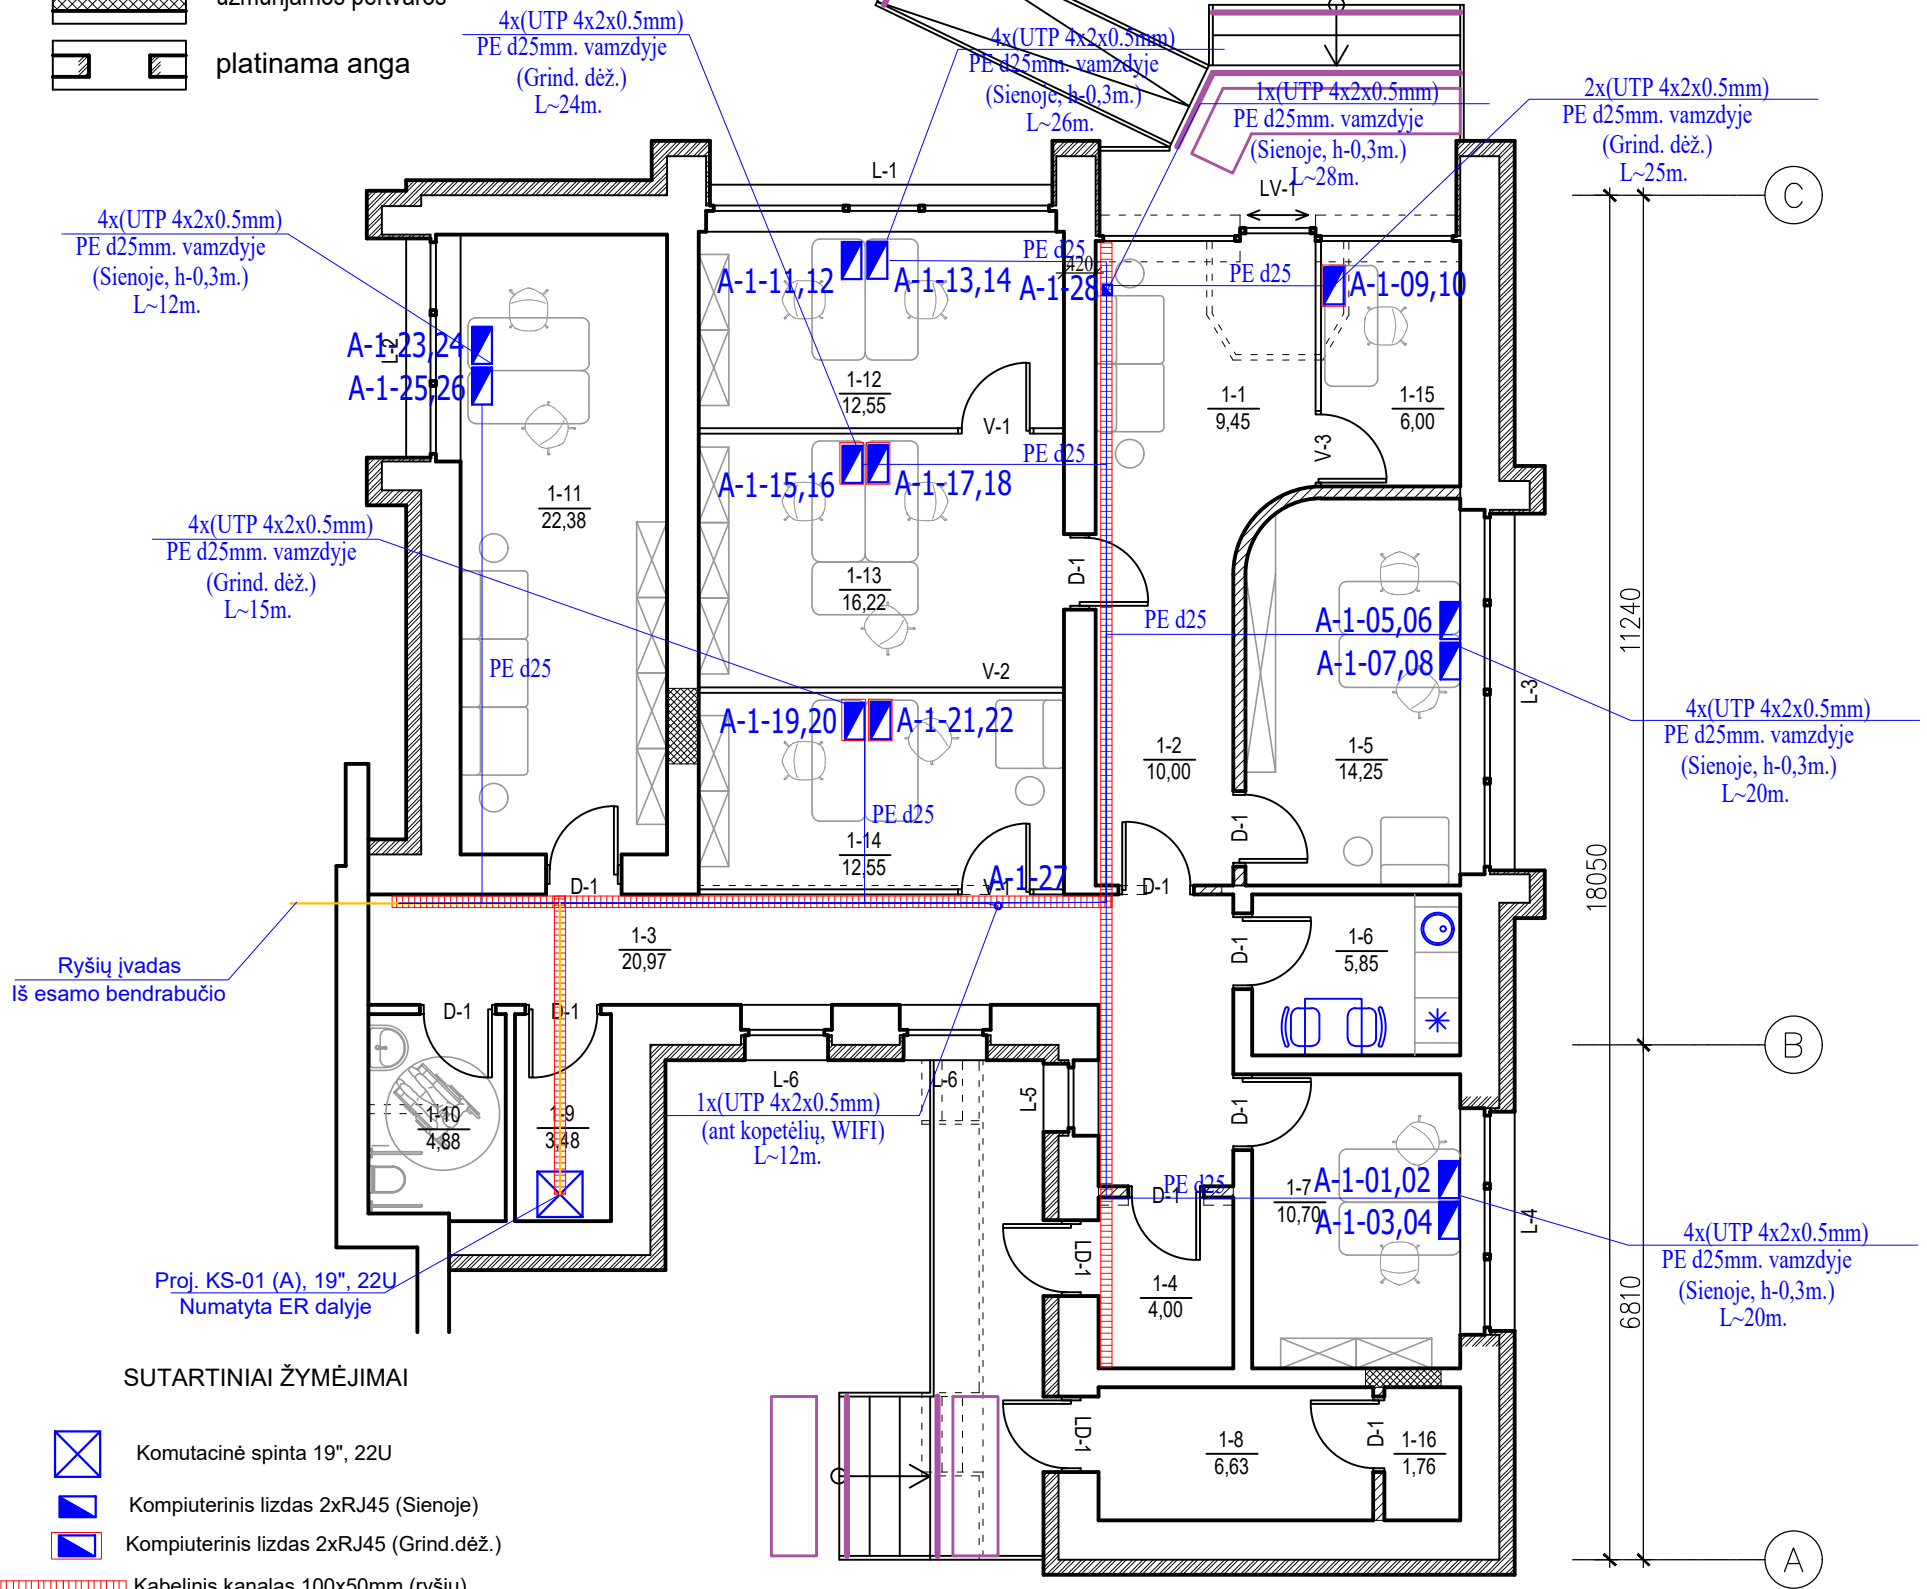 užmūrijamos pertvaros
platinama anga
4x(UTP 4x2x0.5mm)
PE d25mm. vamzdyje
(Grind. dėž.)
L~24m.
4x(UTP 4x2x0.5mm)
PE d25mm. vamzdyje
(Sienoje, h-0,3m.)
L~26m.
1x(UTP 4x2x0.5mm)
PE d25mm. vamzdyje
(Sienoje, h-0,3m.)
L~28m.
2x(UTP 4x2x0.5mm)
PE d25mm. vamzdyje
(Grind. dėž.)
L~25m.
4x(UTP 4x2x0.5mm)
PE d25mm. vamzdyje
(Sienoje, h-0,3m.)
L~12m.
L-1
LV-1
C
PE d25
420
PE d25
A-1-11,12
A-1-13,14
A-1-28
A-1-09,10
A-1-23,24
L-2
A-1-25,26
1-12
12,55
1-1
9,45
1-15
6,00
V-1
V-3
PE d25
A-1-15,16
A-1-17,18
1-11
22,38
4x(UTP 4x2x0.5mm)
PE d25mm. vamzdyje
(Grind. dėž.)
L~15m.
1-13
16,22
D-1
PE d25
A-1-05,06
A-1-07,08
11240
18050
PE d25
V-2
L-3
A-1-19,20
A-1-21,22
1-2
10,00
1-5
14,25
4x(UTP 4x2x0.5mm)
PE d25mm. vamzdyje
(Sienoje, h-0,3m.)
L~20m.
PE d25
1-14
12,55
D-1
D-1
A-1-27
V-1
D-1
1-3
20,97
D-1
1-6
5,85
Ryšių įvadas
Iš esamo bendrabučio
D-1
D-1
B
L-6
L-6
L-5
1x(UTP 4x2x0.5mm)
(ant kopetėlių, WIFI)
L~12m.
1-10
4,88
1-9
3,48
D-1
PE d25
D-1
1-7
10,70
A-1-01,02
A-1-03,04
L-4
4x(UTP 4x2x0.5mm)
PE d25mm. vamzdyje
(Sienoje, h-0,3m.)
L~20m.
6810
LD-1
1-4
4,00
Proj. KS-01 (A), 19", 22U
Numatyta ER dalyje
SUTARTINIAI ŽYMĖJIMAI
Komutacinė spinta 19", 22U
Kompiuterinis lizdas 2xRJ45 (Sienoje)
Kompiuterinis lizdas 2xRJ45 (Grind.dėž.)
Kabelinis kanalas 100x50mm (ryšių)
LD-1
1-8
6,63
D-1
1-16
1,76
A